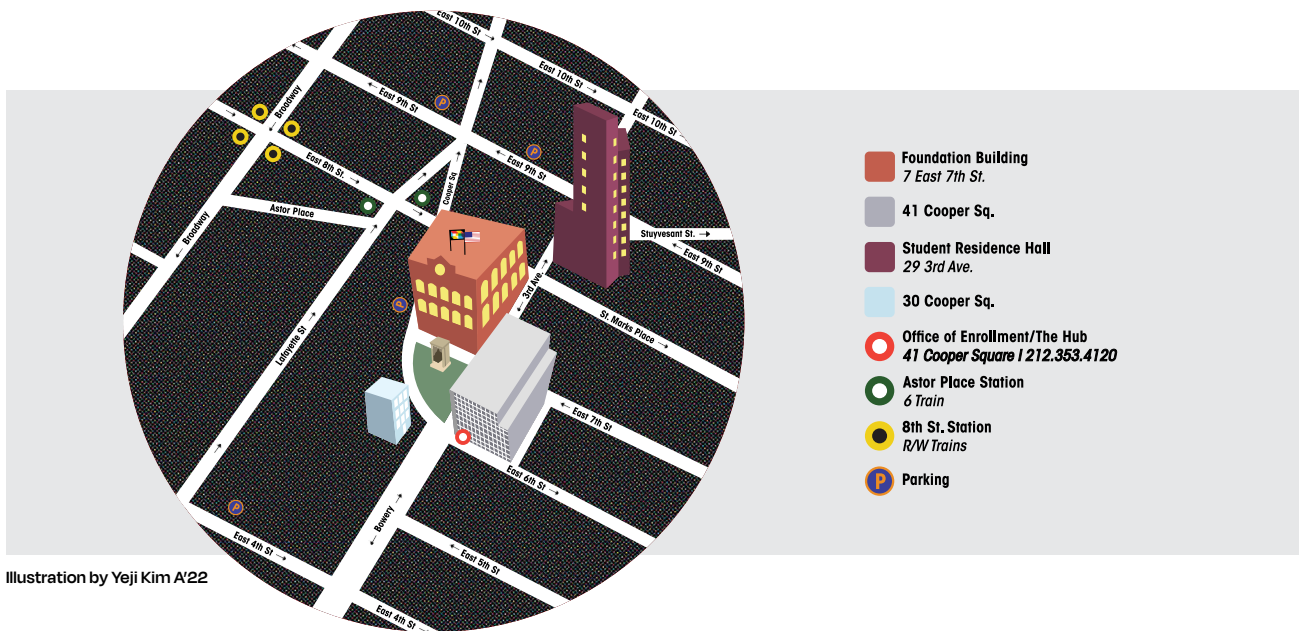 East 10th St →
East 10th St →
East 10th St →
← East 9th St
← East 9th St
← East 9th St
← Broadway
← Broadway
East 8th St. →
Astor Place
Cooper Sq
Stuyvesant St. →
← 3rd Ave. →
St. Marks Place →
Lafayette St →
← East 7th St
East 6th St →
← Bowery →
← East 5th St
East 4th St →
East 4th St →
P
P
P
P
Foundation Building
7 East 7th St.
41 Cooper Sq.
Student Residence Hall
29 3rd Ave.
30 Cooper Sq.
Office of Enrollment/The Hub
41 Cooper Square I 212.353.4120
Astor Place Station
6 Train
8th St. Station
R/W Trains
P Parking
Illustration by Yeji Kim A'22